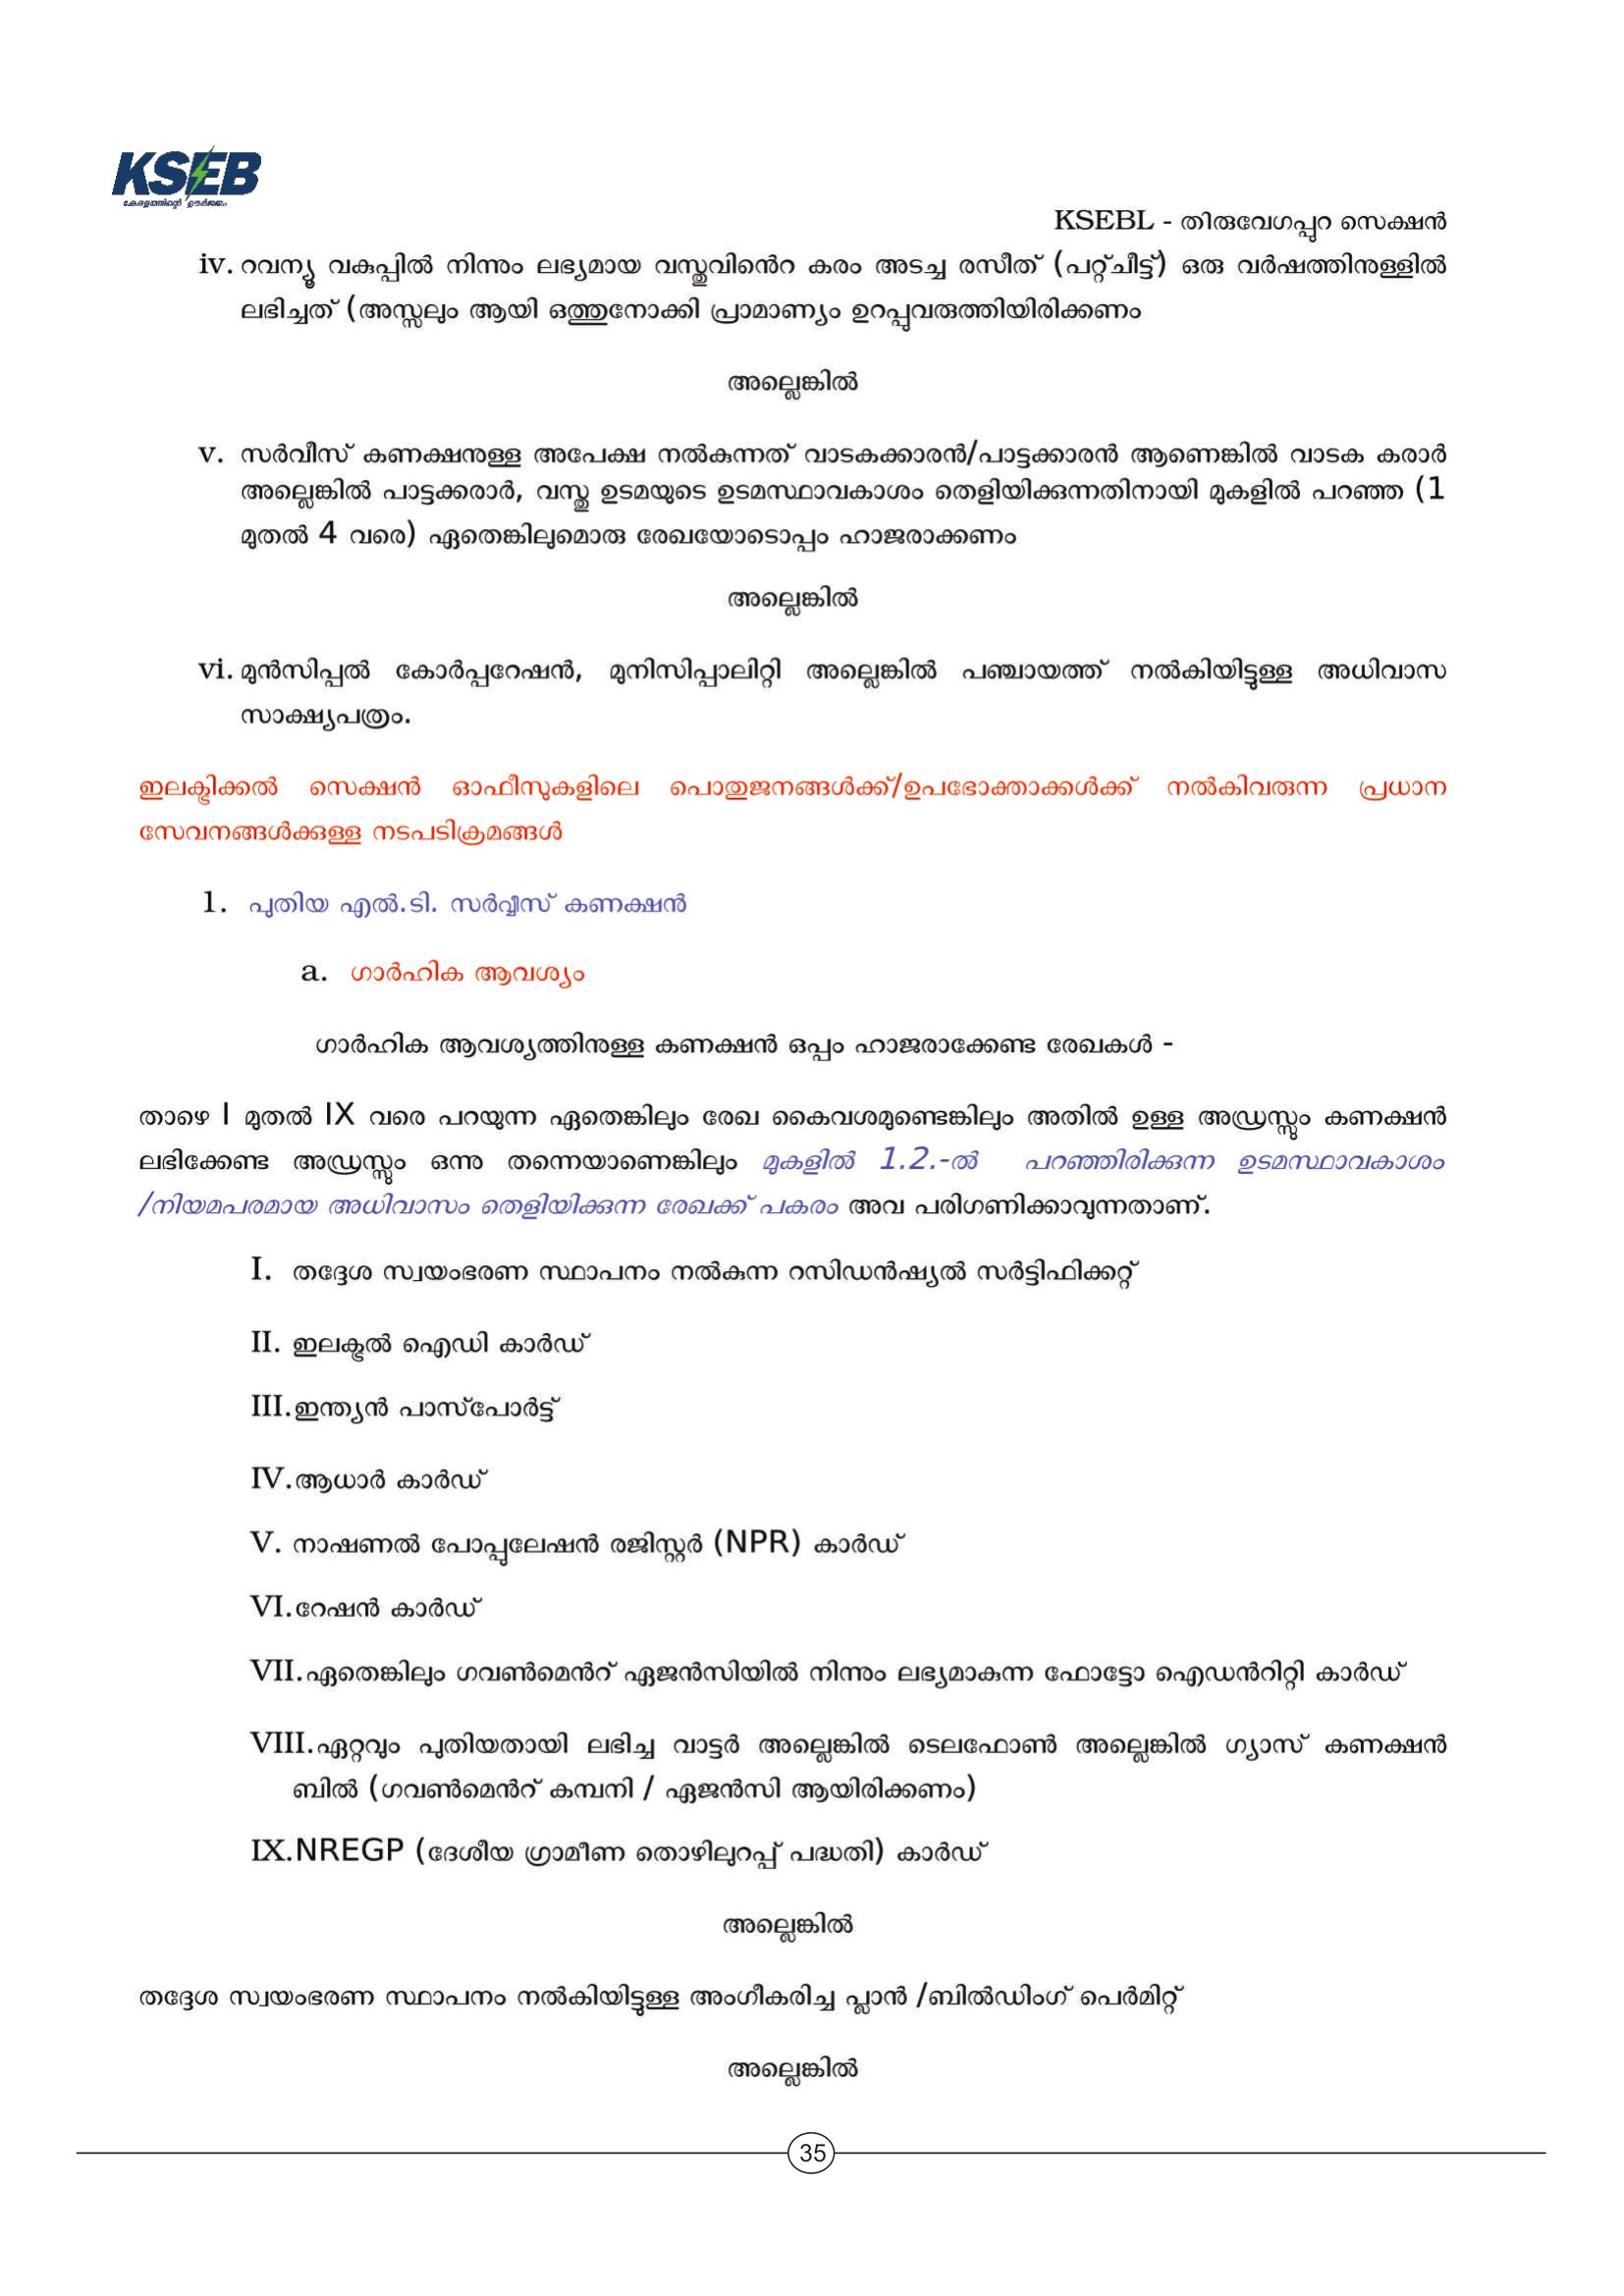 KSEB
കേരളത്തിന്റെ ഊർജ്ജം
KSEBL - തിരുവേഗപ്പുറ സെക്ഷൻ
iv. റവന്യൂ വകുപ്പിൽ നിന്നും ലഭ്യമായ വസ്തുവിൻെറ കരം അടച്ച രസീത് (പറ്റ്ചീട്ട്) ഒരു വർഷത്തിനുള്ളിൽ
ലഭിച്ചത് (അസ്സലും ആയി ഒത്തുനോക്കി പ്രാമാണ്യം ഉറപ്പുവരുത്തിയിരിക്കണം
അല്ലെങ്കിൽ
v. സർവീസ് കണക്ഷനുള്ള അപേക്ഷ നൽകുന്നത് വാടകക്കാരൻ/പാട്ടക്കാരൻ ആണെങ്കിൽ വാടക കരാർ
അല്ലെങ്കിൽ പാട്ടക്കരാർ, വസ്തു ഉടമയുടെ ഉടമസ്ഥാവകാശം തെളിയിക്കുന്നതിനായി മുകളിൽ പറഞ്ഞ (1
മുതൽ 4 വരെ) ഏതെങ്കിലുമൊരു രേഖയോടൊപ്പം ഹാജരാക്കണം
അല്ലെങ്കിൽ
vi. മുൻസിപ്പൽ കോർപ്പറേഷൻ, മുനിസിപ്പാലിറ്റി അല്ലെങ്കിൽ പഞ്ചായത്ത് നൽകിയിട്ടുള്ള അധിവാസ
സാക്ഷ്യപത്രം.
ഇലക്ട്രിക്കൽ സെക്ഷൻ ഓഫീസുകളിലെ പൊതുജനങ്ങൾക്ക്/ഉപഭോക്താക്കൾക്ക് നൽകിവരുന്ന പ്രധാന
സേവനങ്ങൾക്കുള്ള നടപടിക്രമങ്ങൾ
1. പുതിയ എൽ.ടി. സർവ്വീസ് കണക്ഷൻ
a. ഗാർഹിക ആവശ്യം
ഗാർഹിക ആവശ്യത്തിനുള്ള കണക്ഷൻ ഒപ്പം ഹാജരാക്കേണ്ട രേഖകൾ -
താഴെ I മുതൽ IX വരെ പറയുന്ന ഏതെങ്കിലും രേഖ കൈവശമുണ്ടെങ്കിലും അതിൽ ഉള്ള അഡ്രസ്സും കണക്ഷൻ
ലഭിക്കേണ്ട അഡ്രസ്സും ഒന്നു തന്നെയാണെങ്കിലും മുകളിൽ 1.2.-ൽ പറഞ്ഞിരിക്കുന്ന ഉടമസ്ഥാവകാശം
/നിയമപരമായ അധിവാസം തെളിയിക്കുന്ന രേഖക്ക് പകരം അവ പരിഗണിക്കാവുന്നതാണ്.
I. തദ്ദേശ സ്വയംഭരണ സ്ഥാപനം നൽകുന്ന റസിഡൻഷ്യൽ സർട്ടിഫിക്കറ്റ്
II. ഇലക്ടറൽ ഐഡി കാർഡ്
III.ഇന്ത്യൻ പാസ്പോർട്ട്
IV.ആധാർ കാർഡ്
V. നാഷണൽ പോപ്പുലേഷൻ രജിസ്റ്റർ (NPR) കാർഡ്
VI.റേഷൻ കാർഡ്
VII.ഏതെങ്കിലും ഗവൺമെൻറ് ഏജൻസിയിൽ നിന്നും ലഭ്യമാകുന്ന ഫോട്ടോ ഐഡൻറിറ്റി കാർഡ്
VIII.ഏറ്റവും പുതിയതായി ലഭിച്ച വാട്ടർ അല്ലെങ്കിൽ ടെലഫോൺ അല്ലെങ്കിൽ ഗ്യാസ് കണക്ഷൻ
ബിൽ (ഗവൺമെൻറ് കമ്പനി / ഏജൻസി ആയിരിക്കണം)
IX.NREGP (ദേശീയ ഗ്രാമീണ തൊഴിലുറപ്പ് പദ്ധതി) കാർഡ്
അല്ലെങ്കിൽ
തദ്ദേശ സ്വയംഭരണ സ്ഥാപനം നൽകിയിട്ടുള്ള അംഗീകരിച്ച പ്ലാൻ /ബിൽഡിംഗ് പെർമിറ്റ്
അല്ലെങ്കിൽ
35